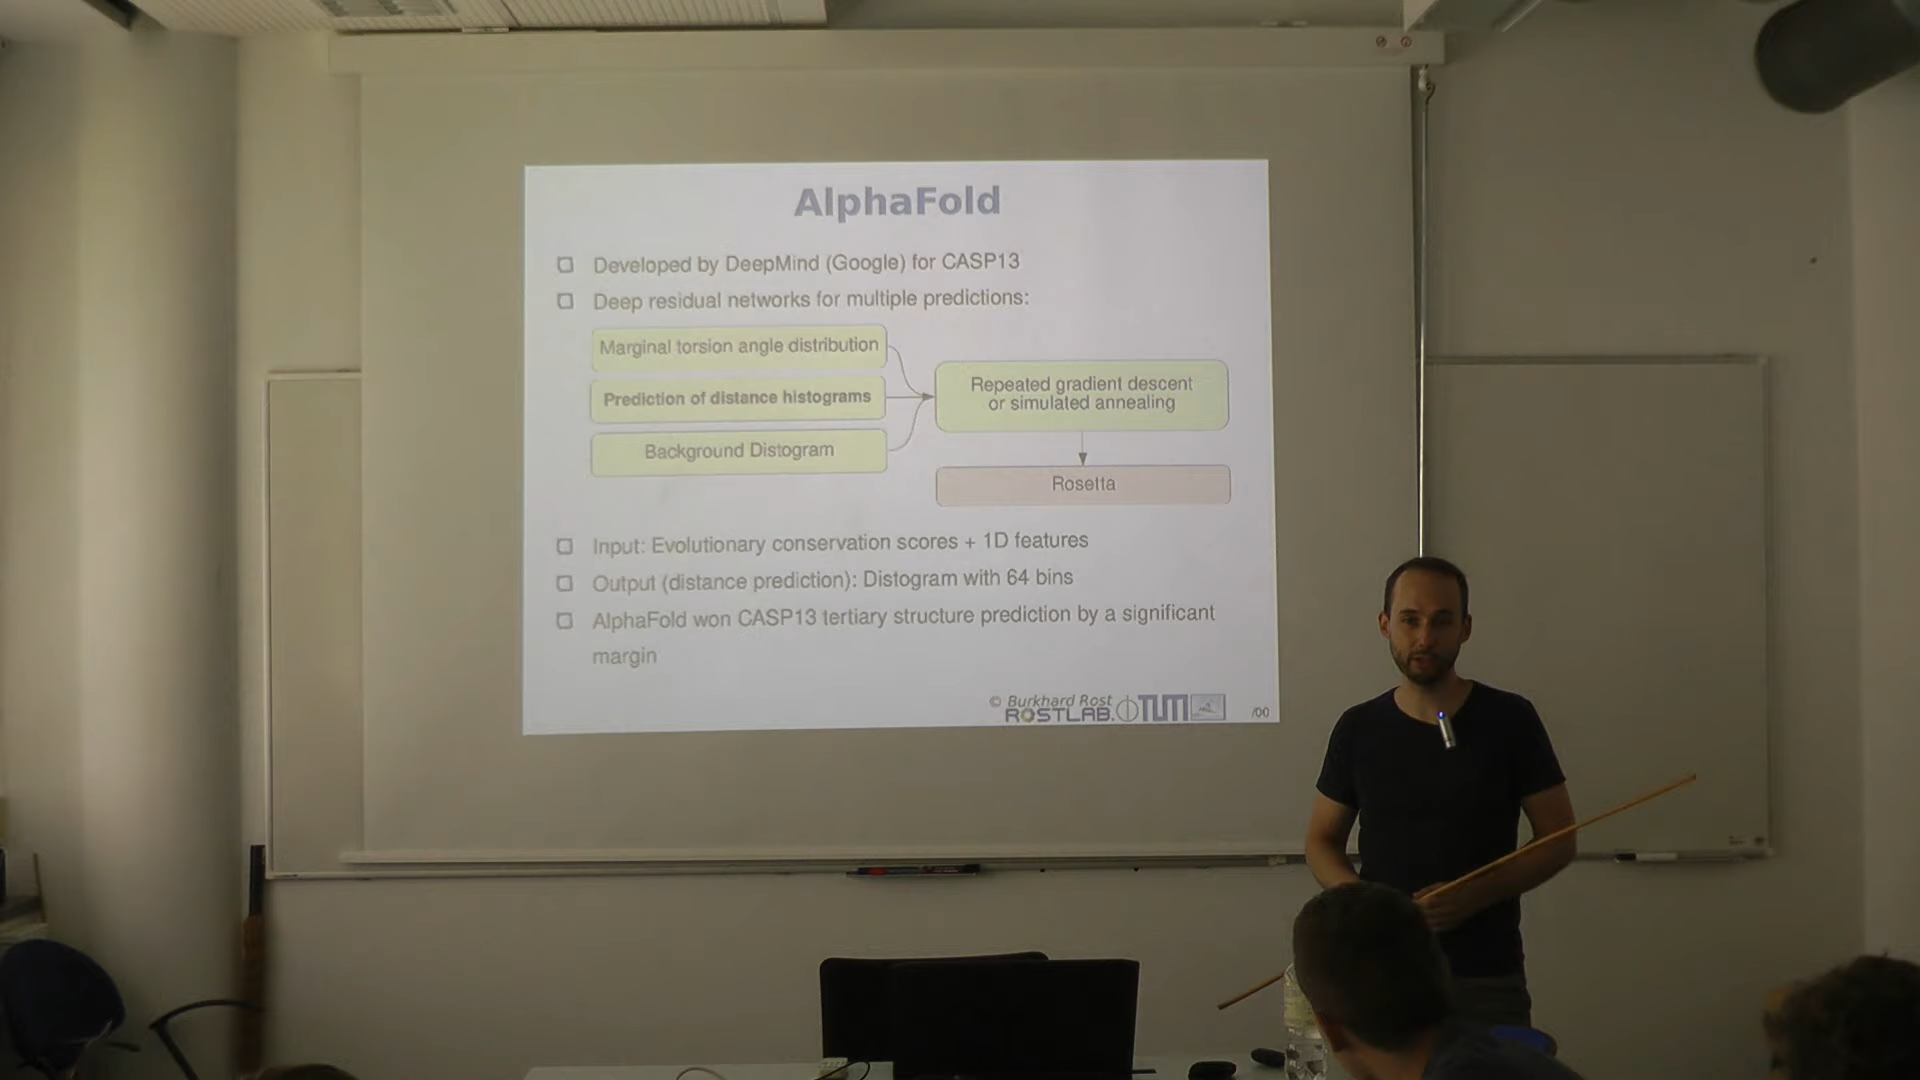 AlphaFold
Developed by DeepMind (Google) for CASP13
Deep residual networks for multiple predictions:
Marginal torsion angle distribution
Prediction of distance histograms
Background Distogram
Repeated gradient descent
or simulated annealing
Rosetta
Input: Evolutionary conservation scores + 1D features
Output (distance prediction): Distogram with 64 bins
AlphaFold won CASP13 tertiary structure prediction by a significant
margin
© Burkhard Rost
ROSTLAB. TUM
/00